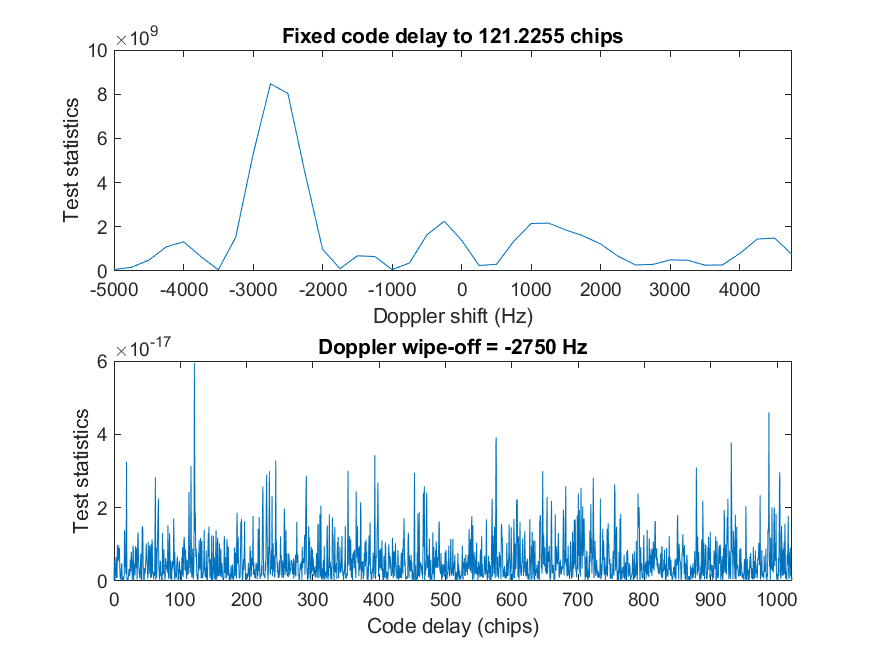 ×10^9
Fixed code delay to 121.2255 chips
10
8
6
4
2
0
Test statistics
-5000 -4000 -3000 -2000 -1000 0 1000 2000 3000 4000
Doppler shift (Hz)
×10^-17
Doppler wipe-off = -2750 Hz
6
4
2
0
Test statistics
0 100 200 300 400 500 600 700 800 900 1000
Code delay (chips)